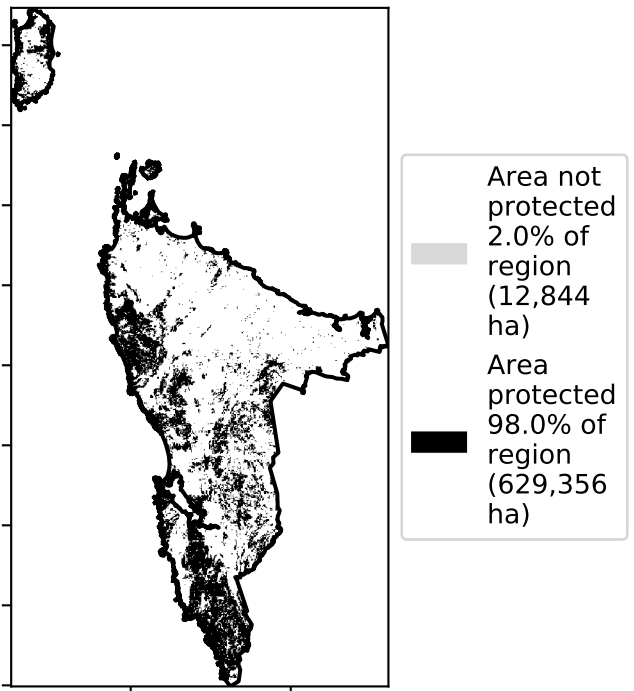 Area not
protected
2.0% of
region
(12,844
ha)
Area
protected
98.0% of
region
(629,356
ha)